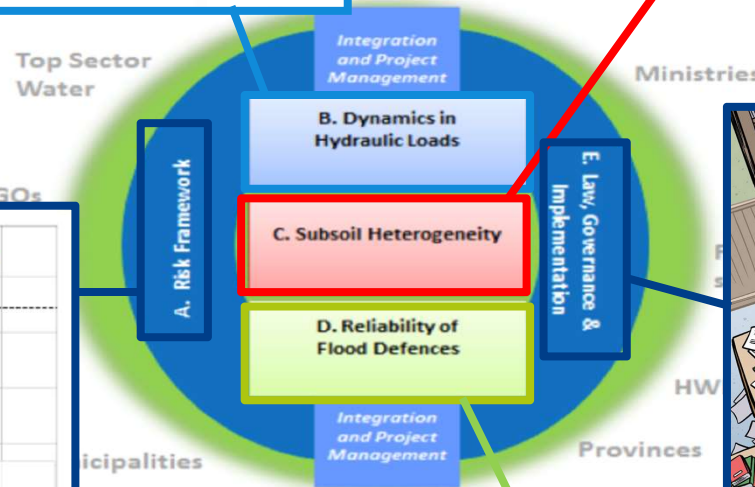 Integration
and Project
Management
Top Sector
Water
Ministries
B. Dynamics in
Hydraulic Loads
A. Risk Framework
E. Law, Governance &
Implementation
C. Subsoil Heterogeneity
D. Reliability of
Flood Defences
HW
Integration
and Project
Management
Provinces